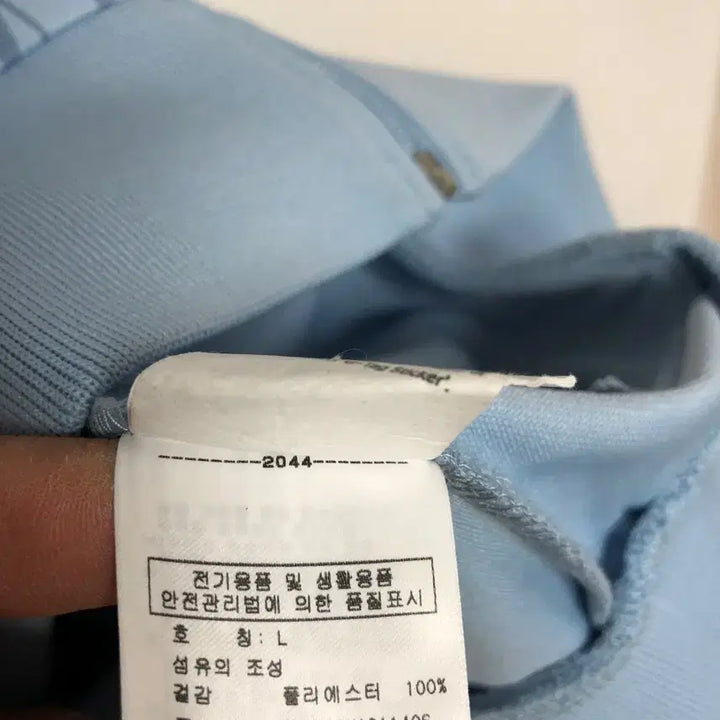 sticker.
--------2044--------
전기용품 및 생활용품
안전관리법에 의한 품질표시
호 칭: L
섬유의 조성
겉감 폴리에스터 100%